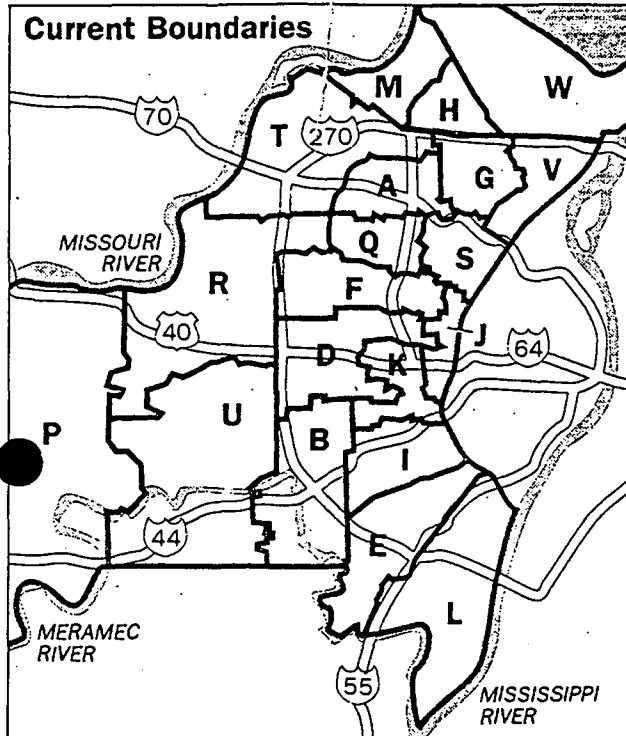 Current Boundaries
M
W
H
70
T
270
V
A
G
MISSOURI
RIVER
Q
S
R
F
J
40
64
D
K
P
U
B
I
44
E
L
MERAMEC
RIVER
55
MISSISSIPPI
RIVER